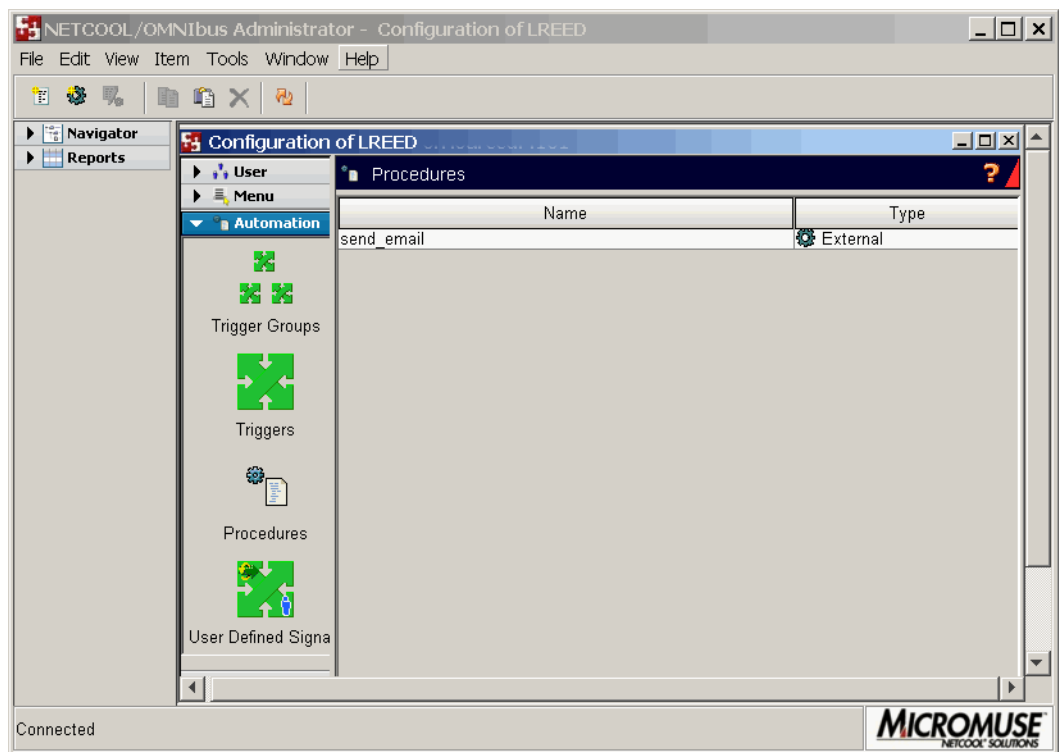 NETCOOL/OMNIbus Administrator - Configuration of LREED
File Edit View Item Tools Window Help
Navigator
Reports
Configuration of LREED
User
Menu
Automation
Trigger Groups
Triggers
Procedures
User Defined Signa
Procedures
?
Name Type
send_email External
Connected
MICROMUSE
NETCOOL® SOLUTIONS